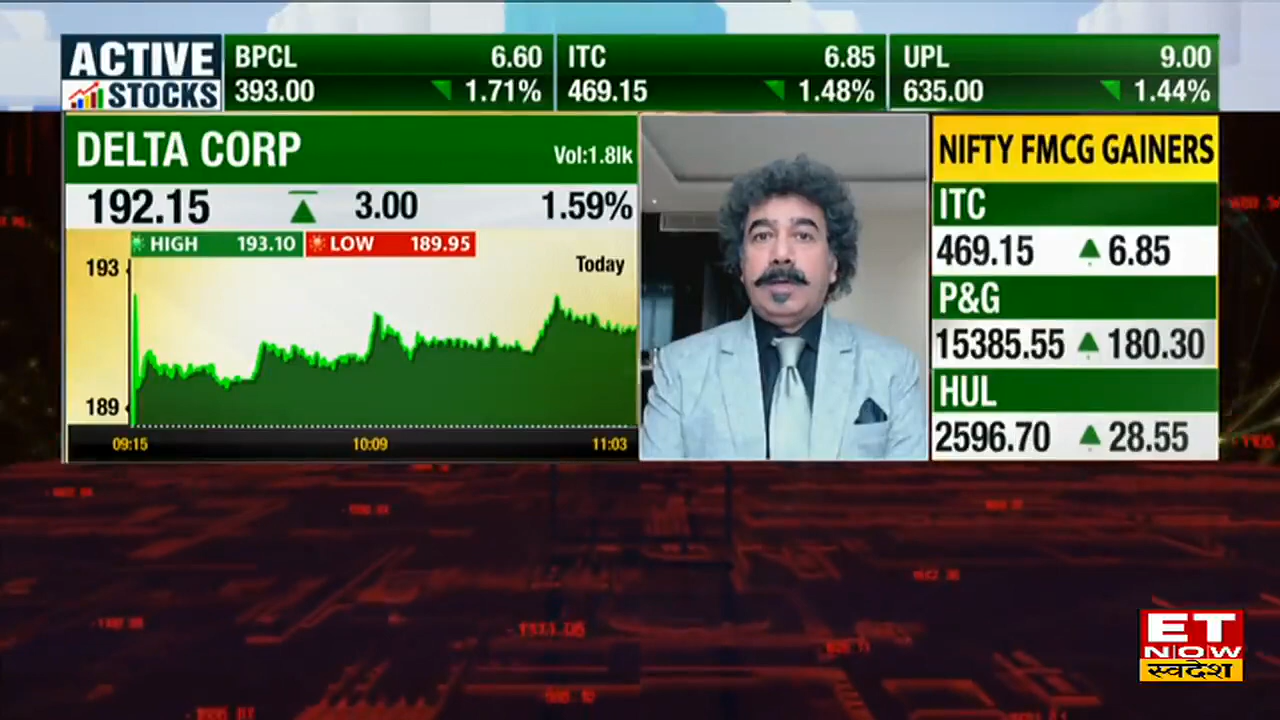 ACTIVE STOCKS
BPCL 6.60
393.00 1.71%
ITC 6.85
469.15 1.48%
UPL 9.00
635.00 1.44%
DELTA CORP Vol:1.8lk
192.15 3.00 1.59%
HIGH 193.10 LOW 189.95
Today
193
189
09:15 10:09 11:03
NIFTY FMCG GAINERS
ITC
469.15 6.85
P&G
15385.55 180.30
HUL
2596.70 28.55
ET
NOW
स्वदेश